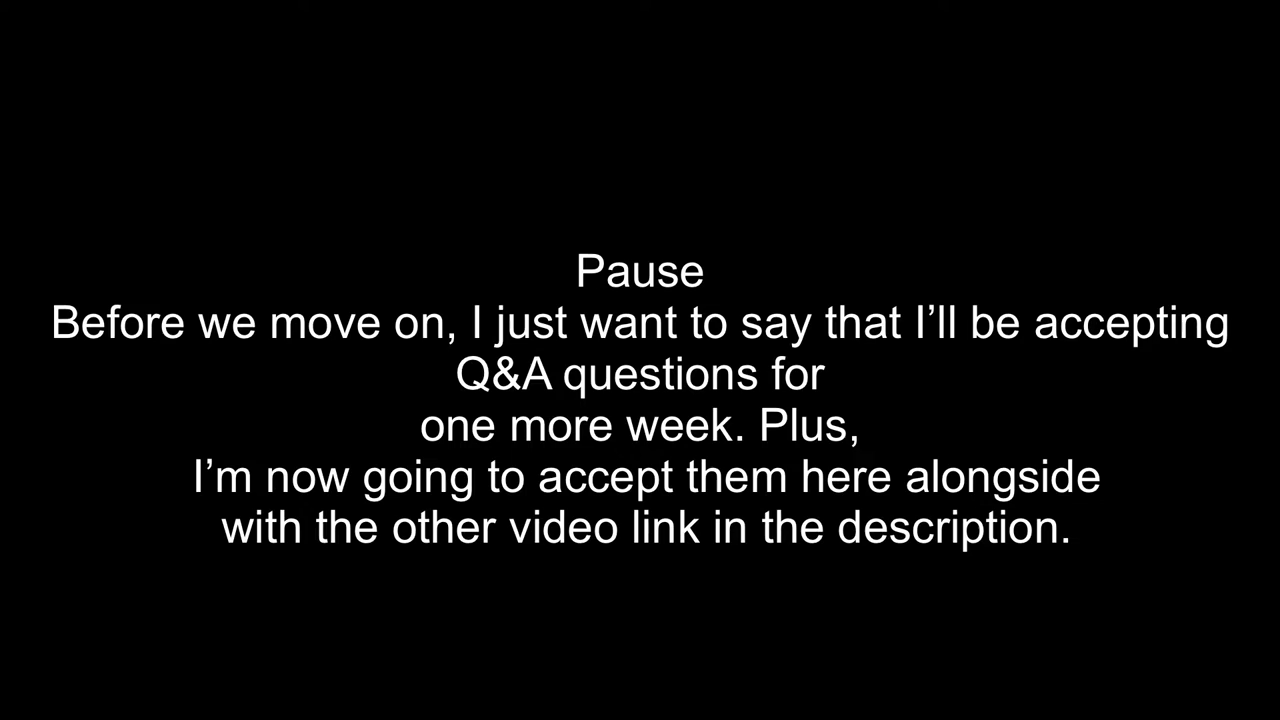 Pause
Before we move on, I just want to say that I’ll be accepting
Q&A questions for
one more week. Plus,
I’m now going to accept them here alongside
with the other video link in the description.